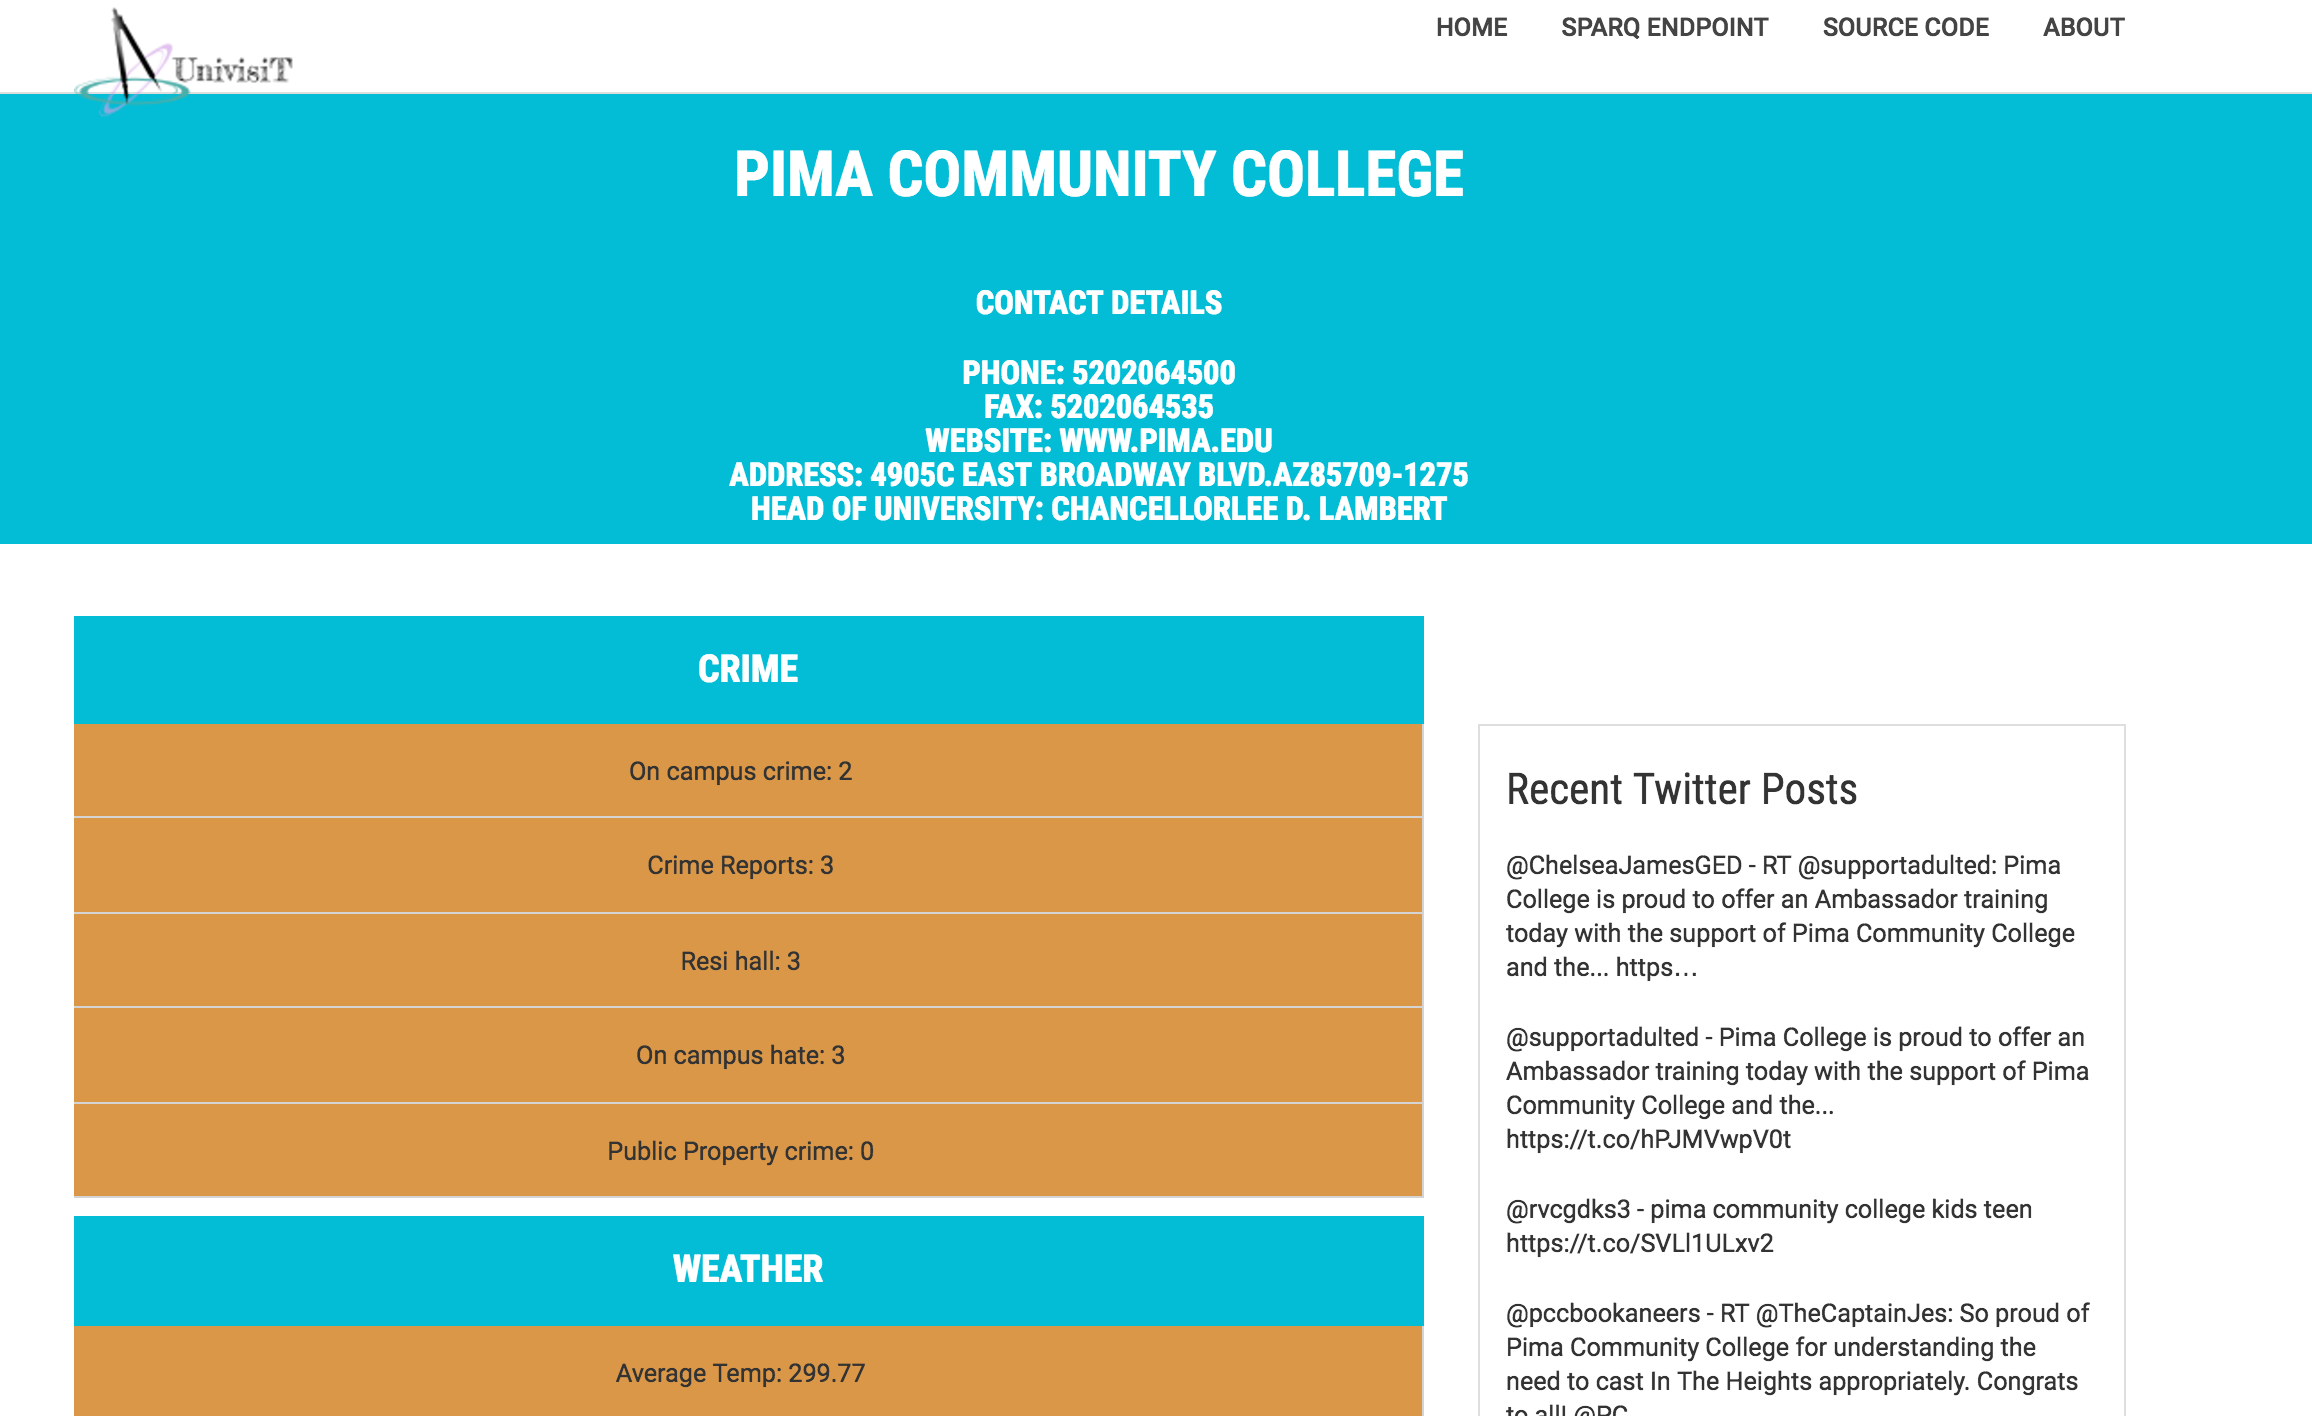 UnivisiT
HOME SPARQ ENDPOINT SOURCE CODE ABOUT
PIMA COMMUNITY COLLEGE
CONTACT DETAILS
PHONE: 5202064500
FAX: 5202064535
WEBSITE: WWW.PIMA.EDU
ADDRESS: 4905C EAST BROADWAY BLVD.AZ85709-1275
HEAD OF UNIVERSITY: CHANCELLORLEE D. LAMBERT
CRIME
On campus crime: 2
Crime Reports: 3
Resi hall: 3
On campus hate: 3
Public Property crime: 0
WEATHER
Average Temp: 299.77
Recent Twitter Posts
@ChelseaJamesGED - RT @supportadulted: Pima
College is proud to offer an Ambassador training
today with the support of Pima Community College
and the... https…
@supportadulted - Pima College is proud to offer an
Ambassador training today with the support of Pima
Community College and the...
https://t.co/hPJMVwpV0t
@rvcgdks3 - pima community college kids teen
https://t.co/SVLl1ULxv2
@pccbookaneers - RT @TheCaptainJes: So proud of
Pima Community College for understanding the
need to cast In The Heights appropriately. Congrats
to all! @PC